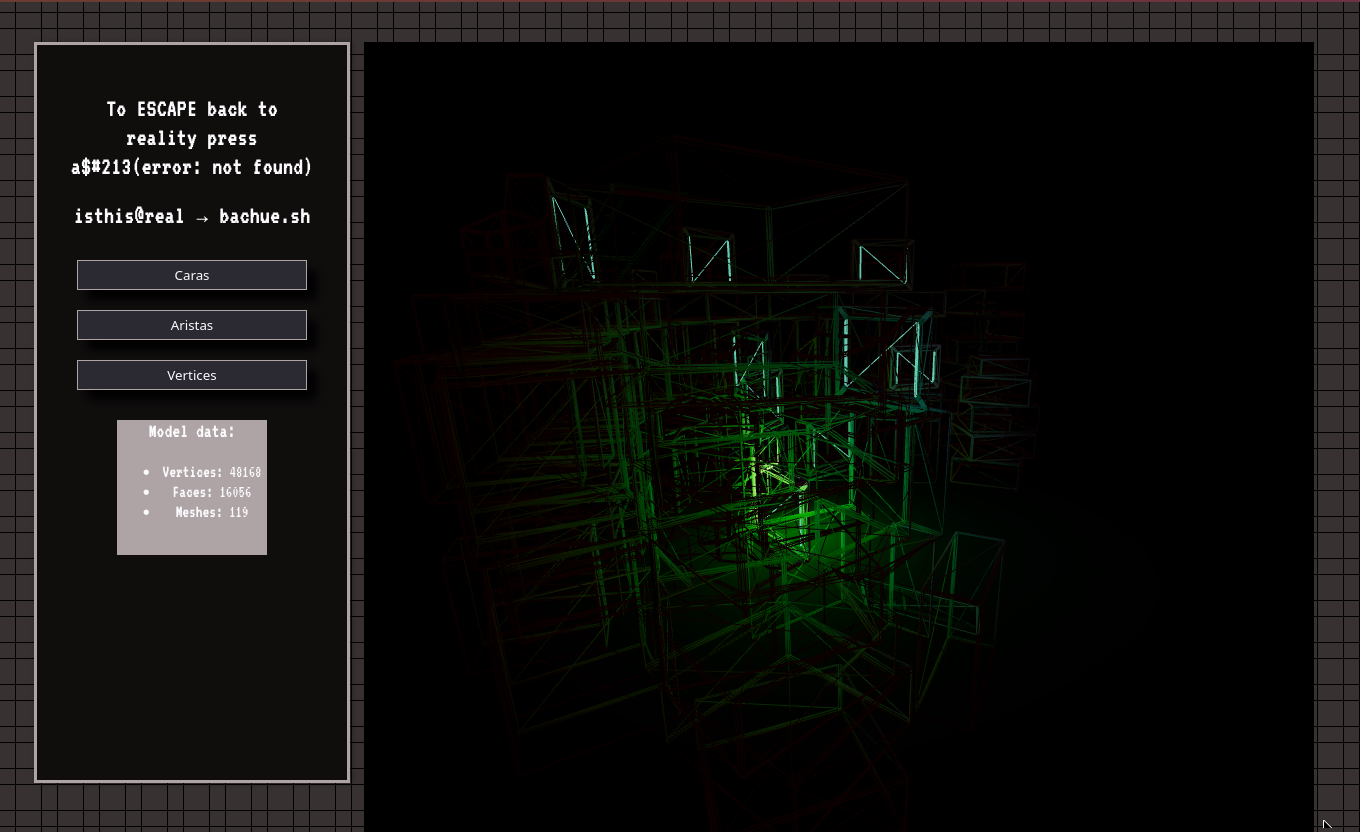 To ESCAPE back to
reality press
a$#213(error: not found)
isthis@real → bachue.sh
Caras
Aristas
Vertices
Model data:
• Vertices: 48168
• Faces: 16056
• Meshes: 119